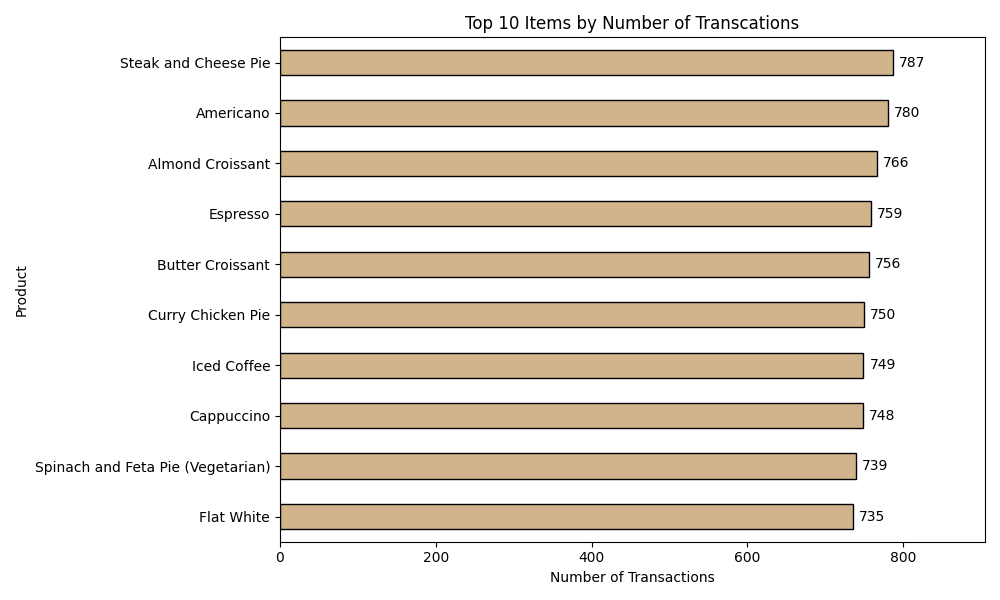 Top 10 Items by Number of Transcations
Product
Steak and Cheese Pie 787
Americano 780
Almond Croissant 766
Espresso 759
Butter Croissant 756
Curry Chicken Pie 750
Iced Coffee 749
Cappuccino 748
Spinach and Feta Pie (Vegetarian) 739
Flat White 735
0 200 400 600 800
Number of Transactions